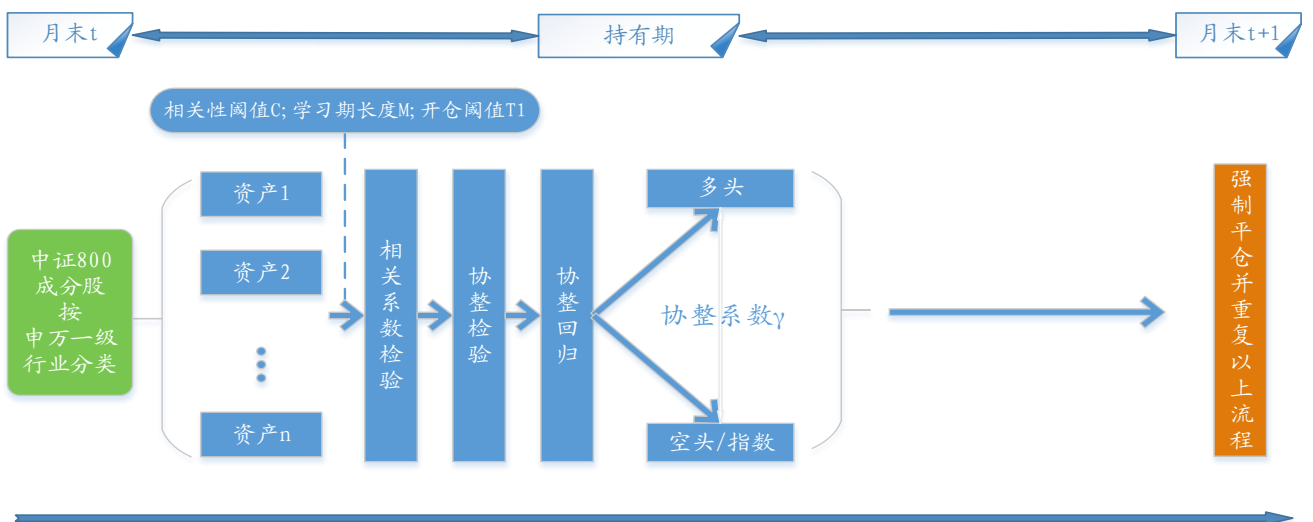 月末t
持有期
月末t+1
相关性阈值C; 学习期长度M; 开仓阈值T1
中证800
成分股
按
申万一级
行业分类
资产1
资产2
资产n
相关系数检验
协整检验
协整回归
多头
协整系数γ
空头/指数
强制平仓并重复以上流程